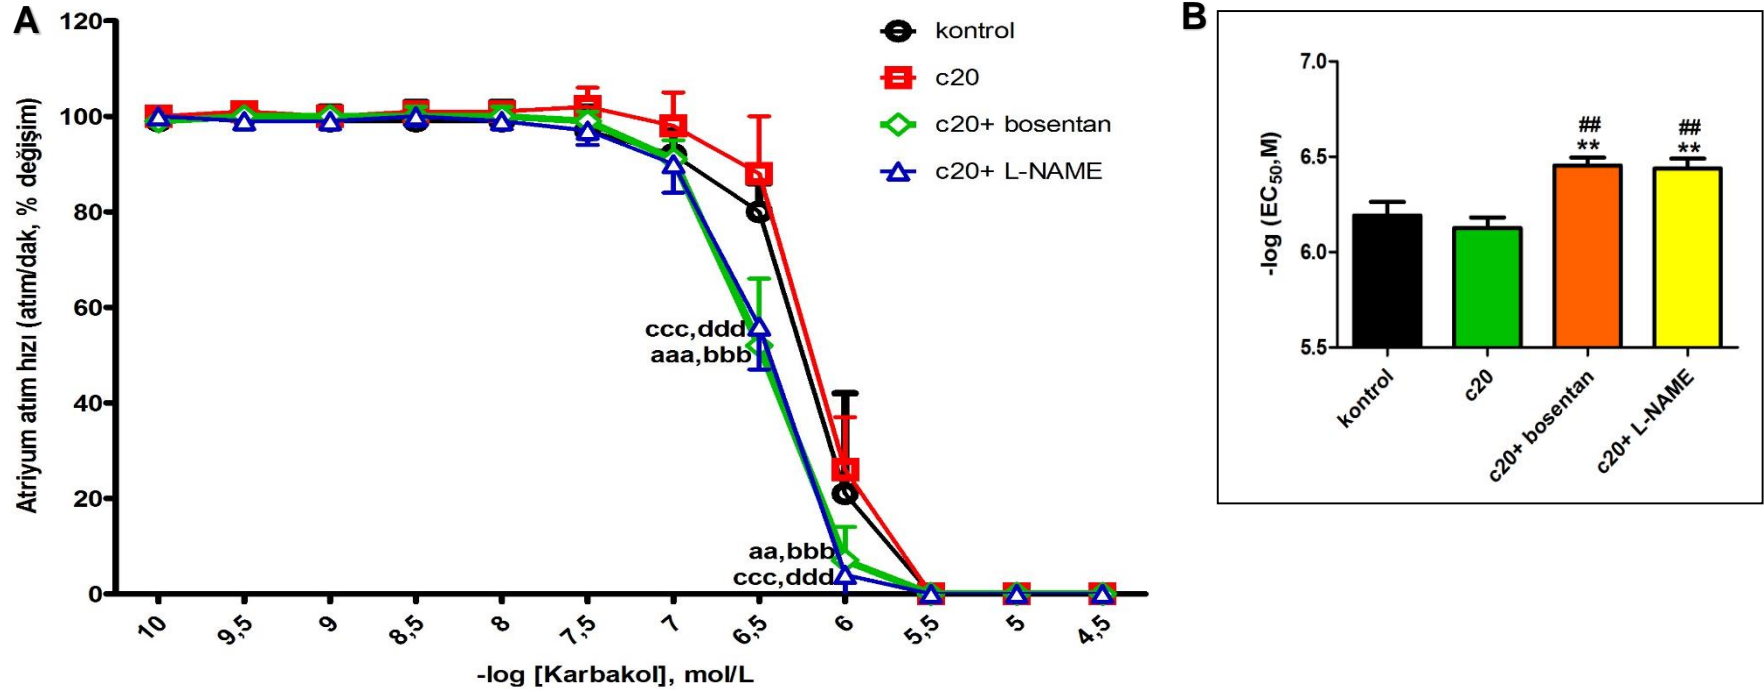 A
120
100
80
60
40
20
0
Atriyum atım hızı (atım/dak, % değişim)
kontrol
c20
c20+ bosentan
c20+ L-NAME
ccc,ddd
aaa,bbb
aa,bbb
ccc,ddd
10 9,5 9 8,5 8 7,5 7 6,5 6 5,5 5 4,5
-log [Karbakol], mol/L
B
7.0
6.5
6.0
5.5
-log (EC50,M)
## ##
** **
kontrol c20 c20+ bosentan c20+ L-NAME